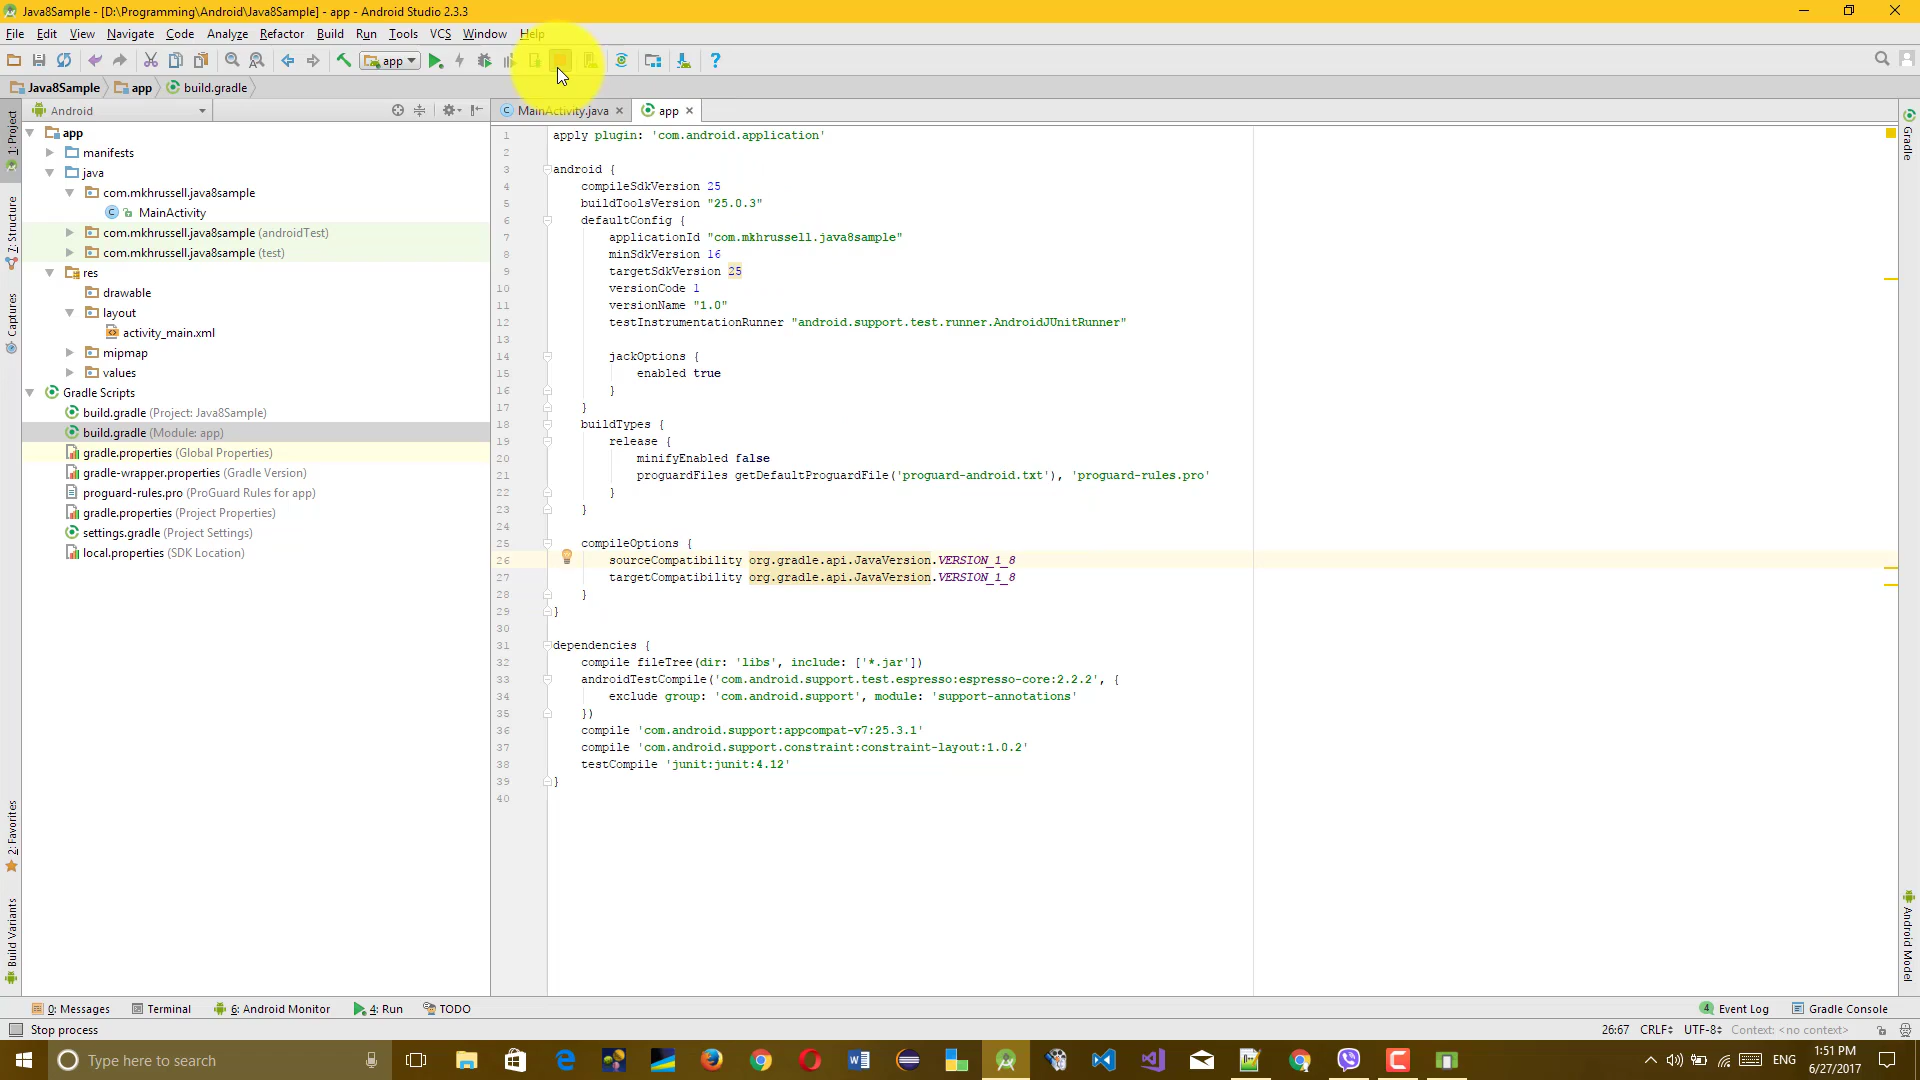 Java8Sample - [D:\Programming\Android\Java8Sample] - app - Android Studio 2.3.3
File Edit View Navigate Code Analyze Refactor Build Run Tools VCS Window Help
app
Java8Sample app build.gradle
Android
MainActivity.java app
1: Project
7: Structure
Captures
2: Favorites
Build Variants
app
manifests
java
com.mkhrussell.java8sample
MainActivity
com.mkhrussell.java8sample (androidTest)
com.mkhrussell.java8sample (test)
res
drawable
layout
activity_main.xml
mipmap
values
Gradle Scripts
build.gradle (Project: Java8Sample)
build.gradle (Module: app)
gradle.properties (Global Properties)
gradle-wrapper.properties (Gradle Version)
proguard-rules.pro (ProGuard Rules for app)
gradle.properties (Project Properties)
settings.gradle (Project Settings)
local.properties (SDK Location)
1 apply plugin: 'com.android.application'
2
3 android {
4 compileSdkVersion 25
5 buildToolsVersion "25.0.3"
6 defaultConfig {
7 applicationId "com.mkhrussell.java8sample"
8 minSdkVersion 16
9 targetSdkVersion 25
10 versionCode 1
11 versionName "1.0"
12 testInstrumentationRunner "android.support.test.runner.AndroidJUnitRunner"
13
14 jackOptions {
15 enabled true
16 }
17 }
18 buildTypes {
19 release {
20 minifyEnabled false
21 proguardFiles getDefaultProguardFile('proguard-android.txt'), 'proguard-rules.pro'
22 }
23 }
24
25 compileOptions {
26 sourceCompatibility org.gradle.api.JavaVersion.VERSION_1_8
27 targetCompatibility org.gradle.api.JavaVersion.VERSION_1_8
28 }
29 }
30
31 dependencies {
32 compile fileTree(dir: 'libs', include: ['*.jar'])
33 androidTestCompile('com.android.support.test.espresso:espresso-core:2.2.2', {
34 exclude group: 'com.android.support', module: 'support-annotations'
35 })
36 compile 'com.android.support:appcompat-v7:25.3.1'
37 compile 'com.android.support.constraint:constraint-layout:1.0.2'
38 testCompile 'junit:junit:4.12'
39 }
40
Gradle
Android Model
0: Messages Terminal 6: Android Monitor 4: Run TODO 4 Event Log Gradle Console
Stop process 26:67 CRLF UTF-8 Context: <no context>
Type here to search ENG 1:51 PM
6/27/2017